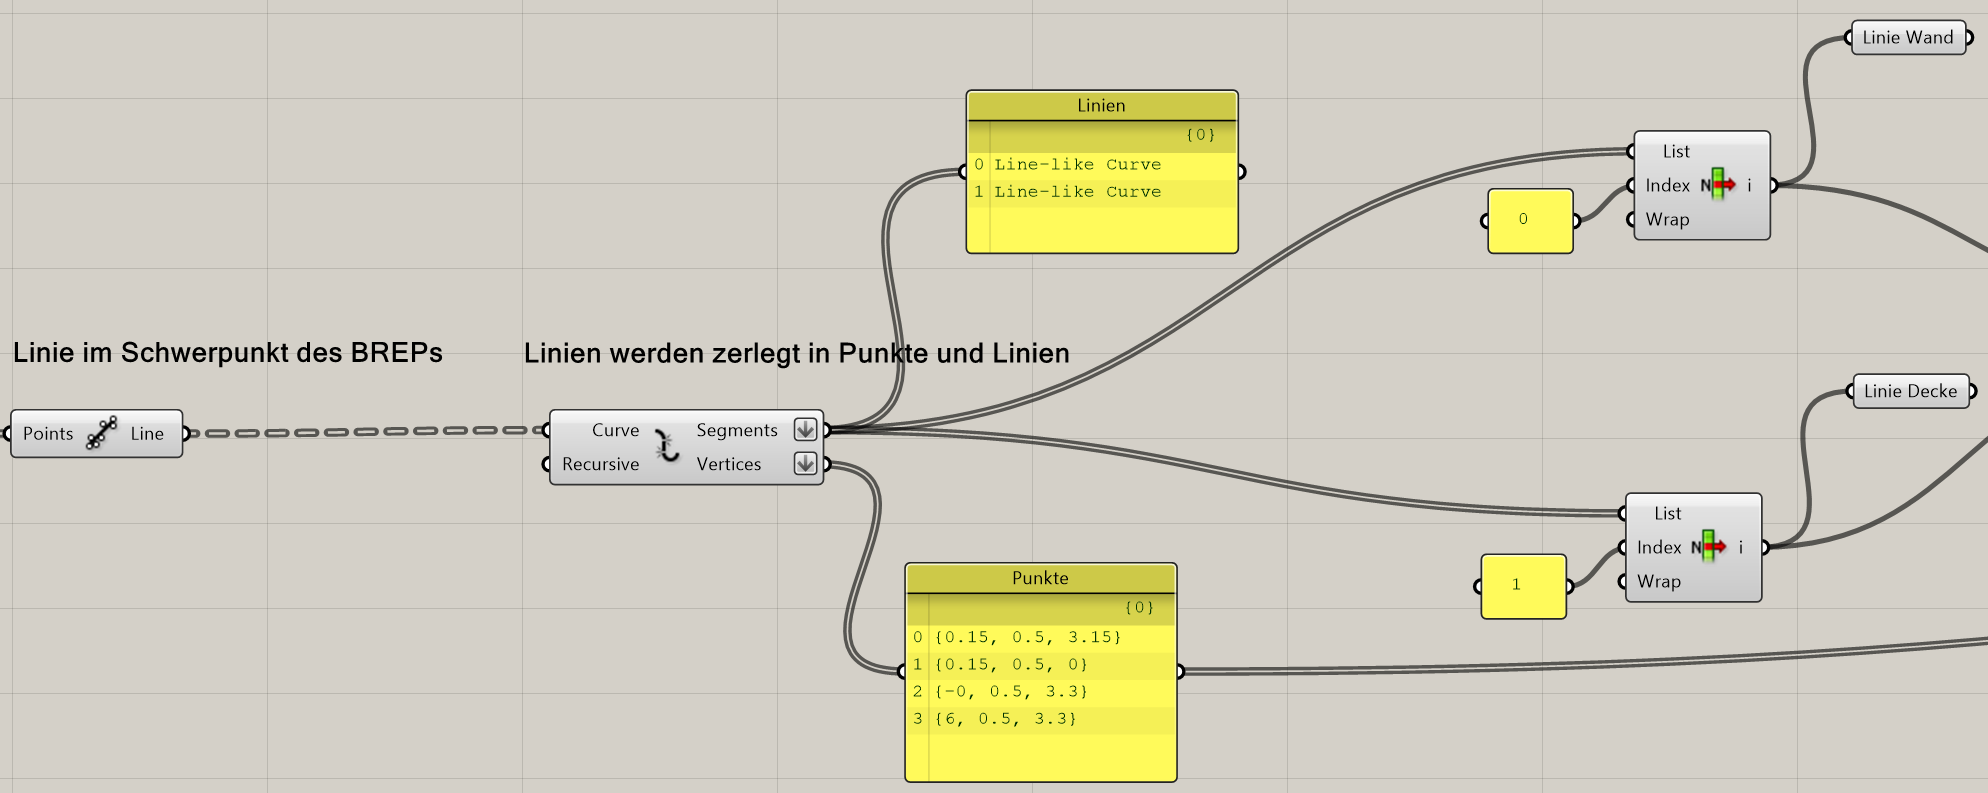 Linie Wand
Linien
{0}
0 Line-like Curve
1 Line-like Curve
List
Index N i
Wrap
0
Linie im Schwerpunkt des BREPs
Linien werden zerlegt in Punkte und Linien
Linie Decke
Points Line
Curve Segments
Recursive Vertices
List
Index N i
Wrap
1
Punkte
{0}
0 {0.15, 0.5, 3.15}
1 {0.15, 0.5, 0}
2 {-0, 0.5, 3.3}
3 {6, 0.5, 3.3}